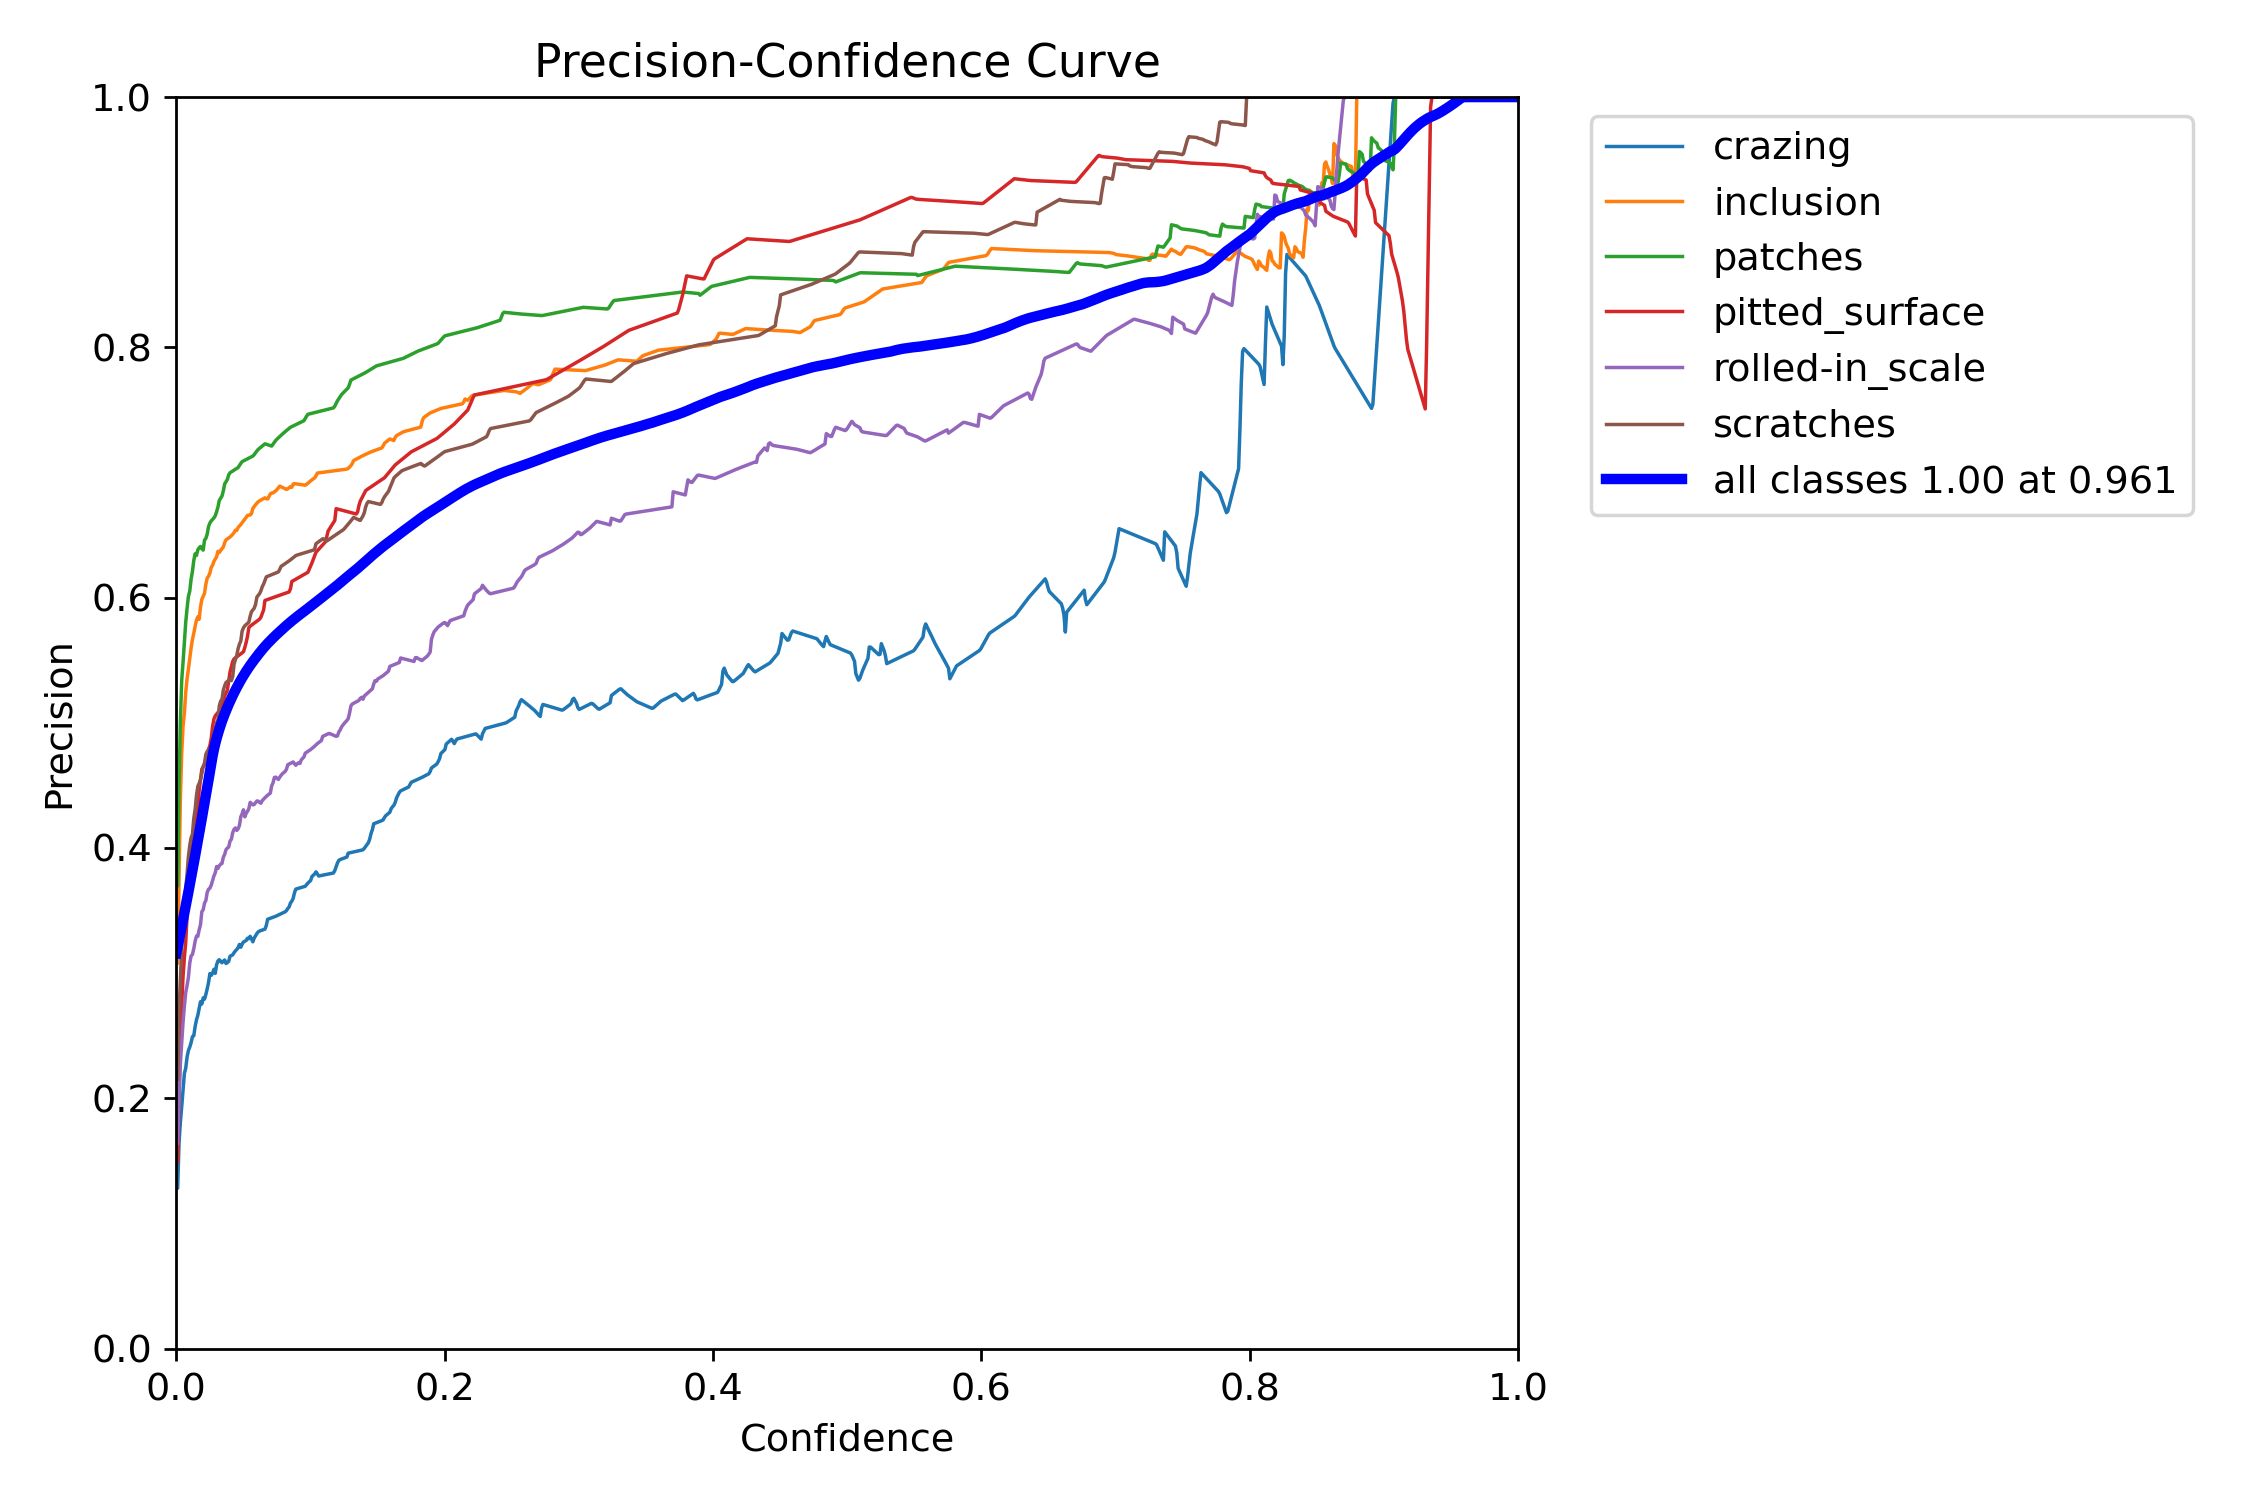 Precision-Confidence Curve
1.0
0.8
0.6
0.4
0.2
0.0
Precision
0.0 0.2 0.4 0.6 0.8 1.0
Confidence
crazing
inclusion
patches
pitted_surface
rolled-in_scale
scratches
all classes 1.00 at 0.961